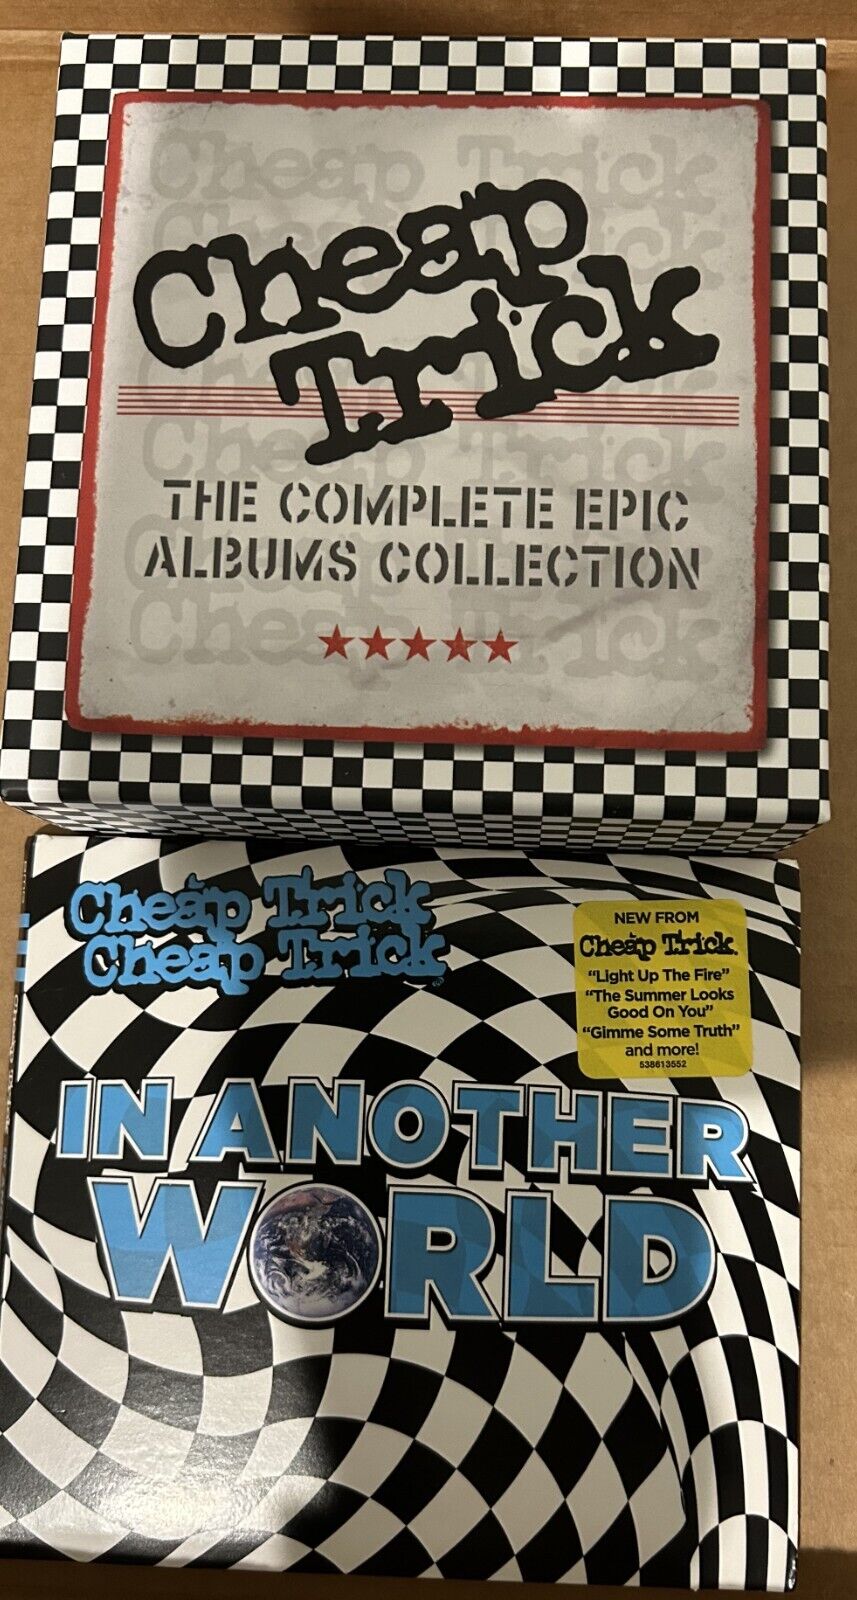 Cheap
Trick
THE COMPLETE EPIC
ALBUMS COLLECTION
Cheap Trick
Cheap Trick
NEW FROM
Cheap Trick.
“Light Up The Fire”
“The Summer Looks
Good On You”
“Gimme Some Truth”
and more!
538613552
IN ANOTHER
WORLD